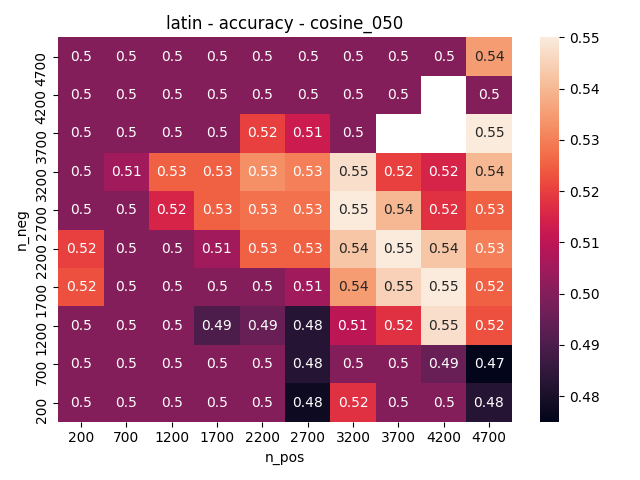 latin - accuracy - cosine_050
n_neg
4700 0.5 0.5 0.5 0.5 0.5 0.5 0.5 0.5 0.5 0.54
4200 0.5 0.5 0.5 0.5 0.5 0.5 0.5 0.5 0.5
3700 0.5 0.5 0.5 0.5 0.52 0.51 0.5 0.55
3200 0.5 0.51 0.53 0.53 0.53 0.53 0.55 0.52 0.52 0.54
2700 0.5 0.5 0.52 0.53 0.53 0.53 0.55 0.54 0.52 0.53
2200 0.52 0.5 0.5 0.51 0.53 0.53 0.54 0.55 0.54 0.53
1700 0.52 0.5 0.5 0.5 0.5 0.51 0.54 0.55 0.55 0.52
1200 0.5 0.5 0.5 0.49 0.49 0.48 0.51 0.52 0.55 0.52
700 0.5 0.5 0.5 0.5 0.5 0.48 0.5 0.5 0.49 0.47
200 0.5 0.5 0.5 0.5 0.5 0.48 0.52 0.5 0.5 0.48
200 700 1200 1700 2200 2700 3200 3700 4200 4700
n_pos
0.55
0.54
0.53
0.52
0.51
0.50
0.49
0.48